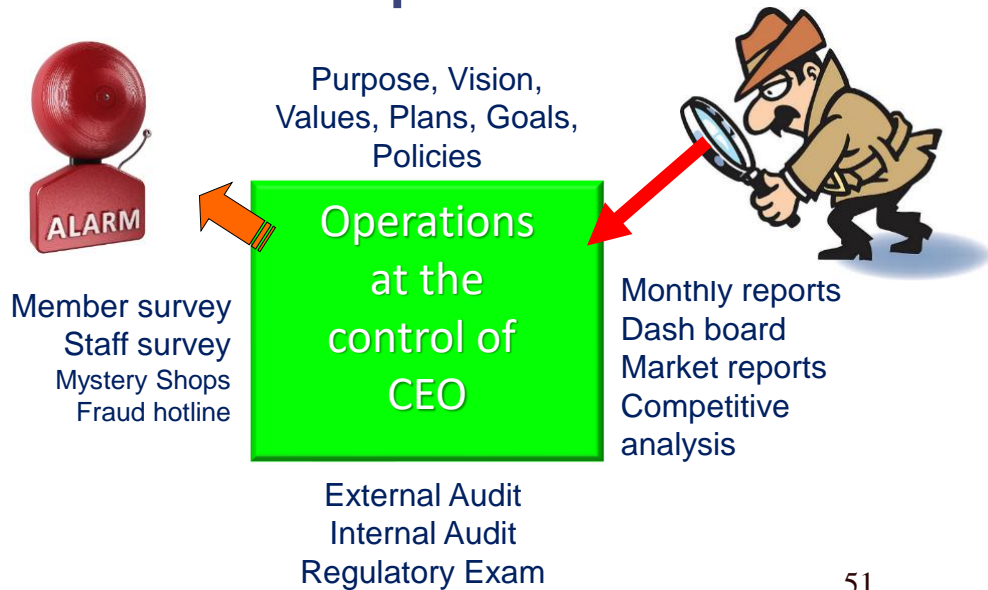 Purpose, Vision,
Values, Plans, Goals,
Policies
ALARM
Operations
at the
control of
CEO
Member survey
Staff survey
Mystery Shops
Fraud hotline
Monthly reports
Dash board
Market reports
Competitive
analysis
External Audit
Internal Audit
Regulatory Exam
51